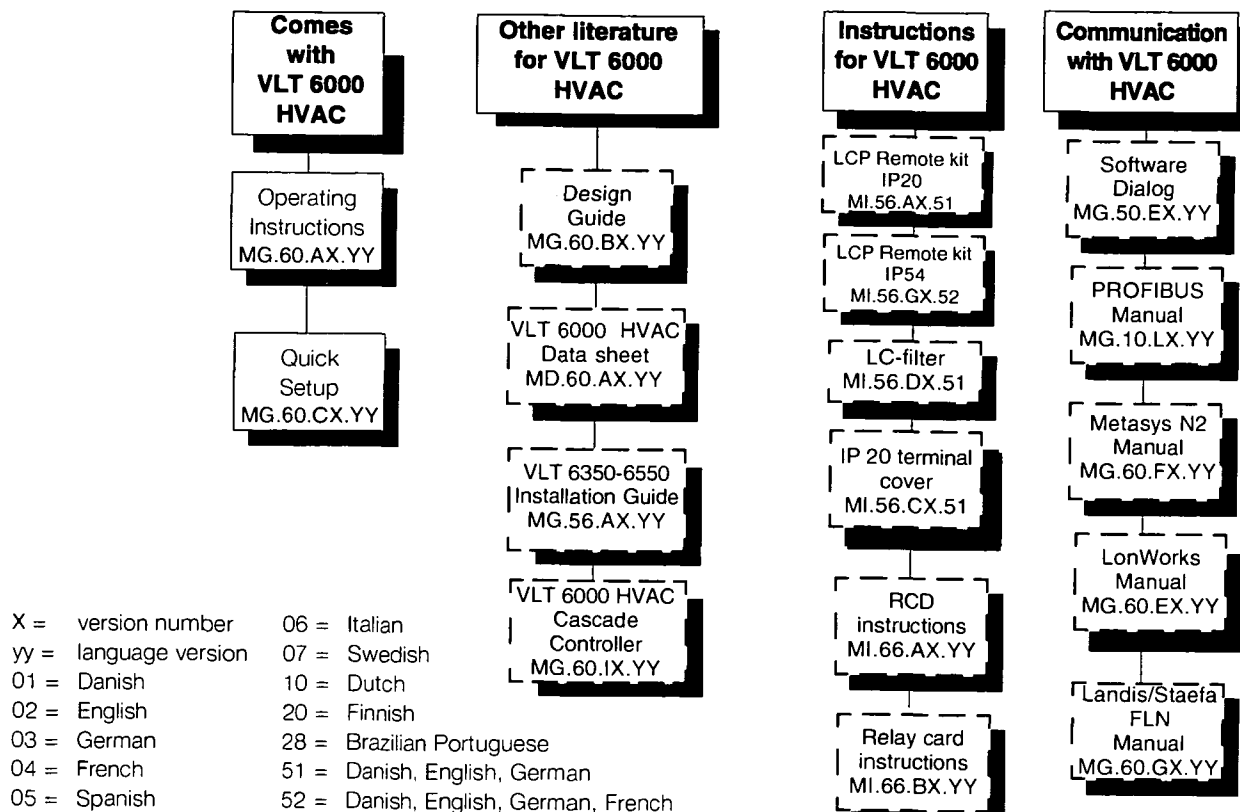 Comes
with
VLT 6000
HVAC
Operating
Instructions
MG.60.AX.YY
Quick
Setup
MG.60.CX.YY
Other literature
for VLT 6000
HVAC
Design
Guide
MG.60.BX.YY
VLT 6000 HVAC
Data sheet
MD.60.AX.YY
VLT 6350-6550
Installation Guide
MG.56.AX.YY
VLT 6000 HVAC
Cascade
Controller
MG.60.IX.YY
Instructions
for VLT 6000
HVAC
LCP Remote kit
IP20
MI.56.AX.51
LCP Remote kit
IP54
MI.56.GX.52
LC-filter
MI.56.DX.51
IP 20 terminal
cover
MI.56.CX.51
RCD
instructions
MI.66.AX.YY
Relay card
instructions
MI.66.BX.YY
Communication
with VLT 6000
HVAC
Software
Dialog
MG.50.EX.YY
PROFIBUS
Manual
MG.10.LX.YY
Metasys N2
Manual
MG.60.FX.YY
LonWorks
Manual
MG.60.EX.YY
Landis/Staefa
FLN
Manual
MG.60.GX.YY
X = version number
yy = language version
01 = Danish
02 = English
03 = German
04 = French
05 = Spanish
06 = Italian
07 = Swedish
10 = Dutch
20 = Finnish
28 = Brazilian Portuguese
51 = Danish, English, German
52 = Danish, English, German, French